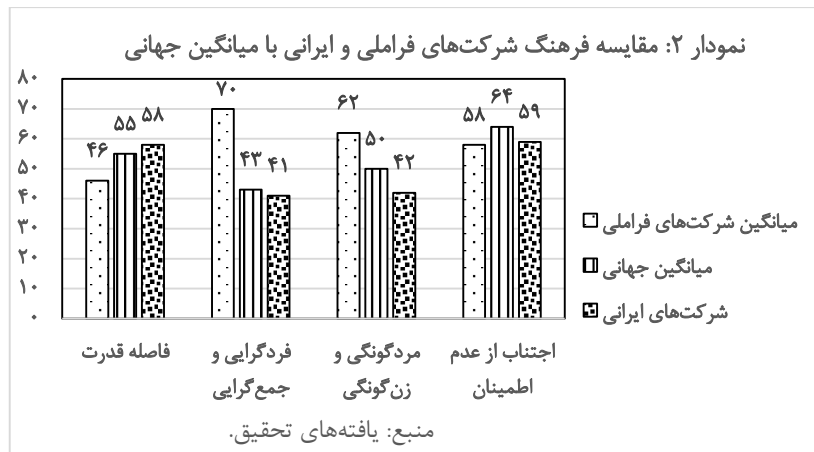 نمودار ۲: مقایسه فرهنگ شرکت‌های فراملی و ایرانی با میانگین جهانی
۸۰
۷۰
۶۰
۵۰
۴۰
۳۰
۲۰
۱۰
۰
۴۶
۵۵
۵۸
۷۰
۴۳
۴۱
۶۲
۵۰
۴۲
۵۸
۶۴
۵۹
میانگین شرکت‌های فراملی
میانگین جهانی
شرکت‌های ایرانی
فاصله قدرت
فردگرایی و
جمع‌گرایی
مردگونگی و
زن‌گونگی
اجتناب از عدم
اطمینان
منبع: یافته‌های تحقیق.